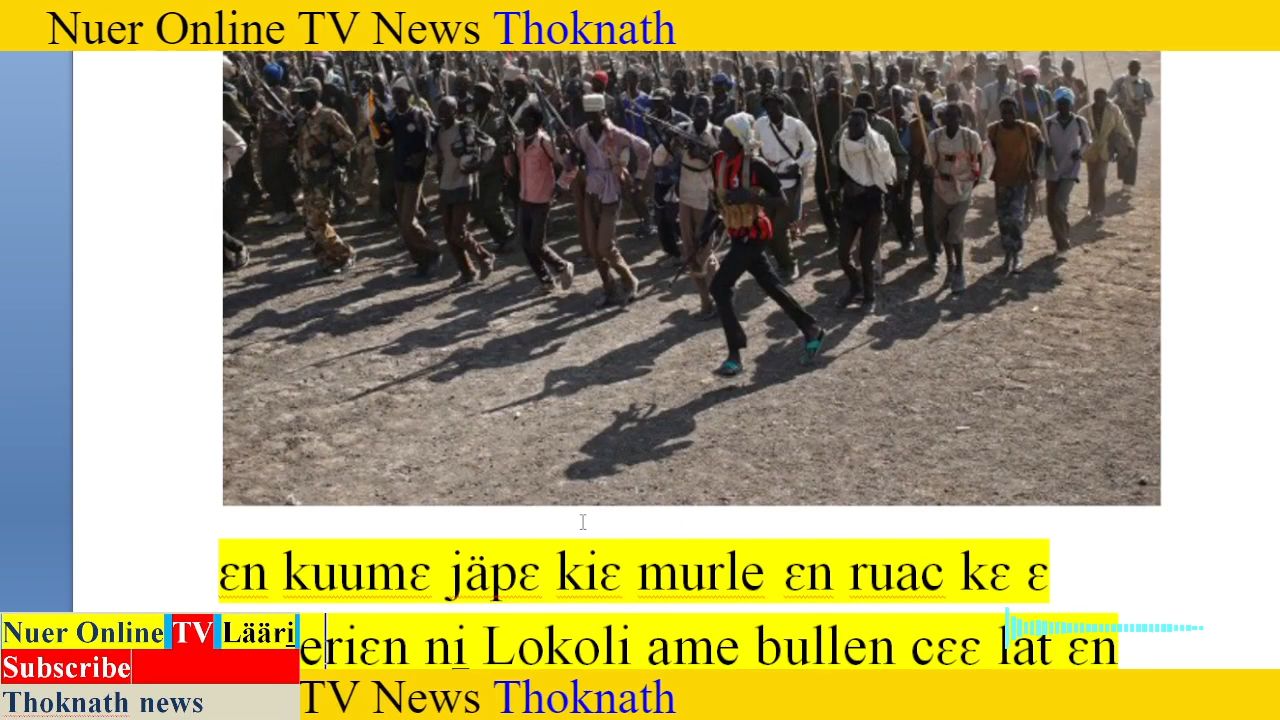 Nuer Online TV News Thoknath
ɛn kuumɛ jäpɛ kiɛ murle ɛn ruac kɛ ɛ
eriɛn ni̱ Lokoli ame bullen cɛɛ lat ɛn
Nuer Online TV Lääri
Subscribe
Thoknath news
TV News Thoknath